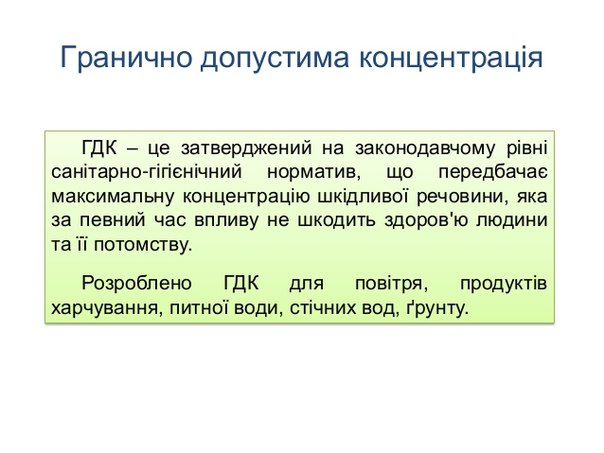 Гранично допустима концентрація
ГДК – це затверджений на законодавчому рівні
санітарно-гігієнічний норматив, що передбачає
максимальну концентрацію шкідливої речовини, яка
за певний час впливу не шкодить здоров'ю людини
та її потомству.
Розроблено ГДК для повітря, продуктів
харчування, питної води, стічних вод, ґрунту.